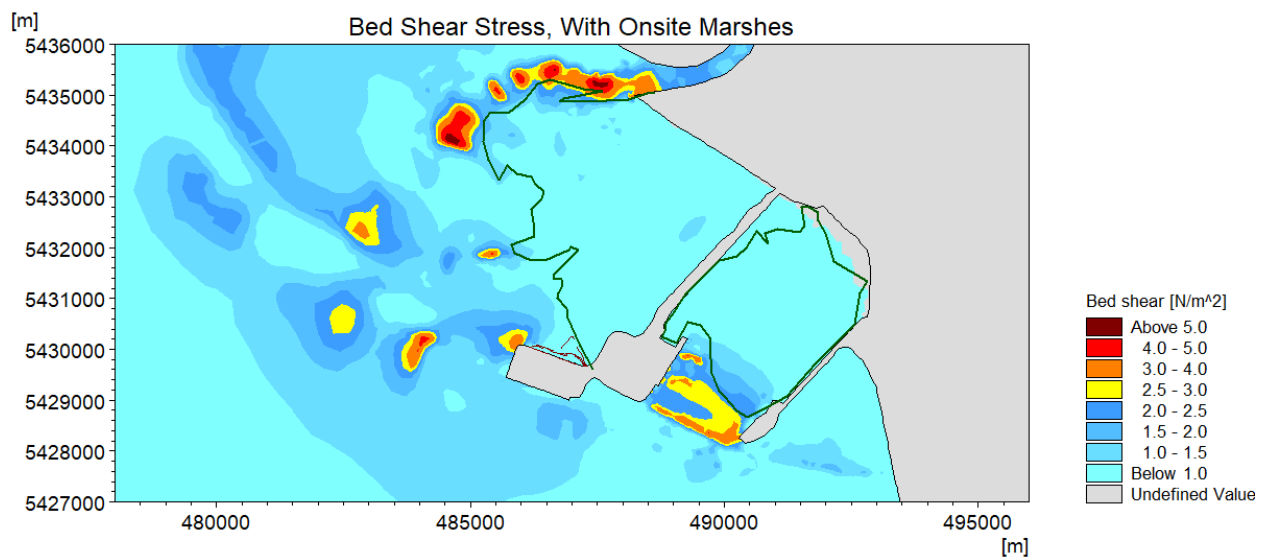 [m]
Bed Shear Stress, With Onsite Marshes
5436000
5435000
5434000
5433000
5432000
5431000
5430000
5429000
5428000
5427000
480000 485000 490000 495000
[m]
Bed shear [N/m^2]
Above 5.0
4.0 - 5.0
3.0 - 4.0
2.5 - 3.0
2.0 - 2.5
1.5 - 2.0
1.0 - 1.5
Below 1.0
Undefined Value